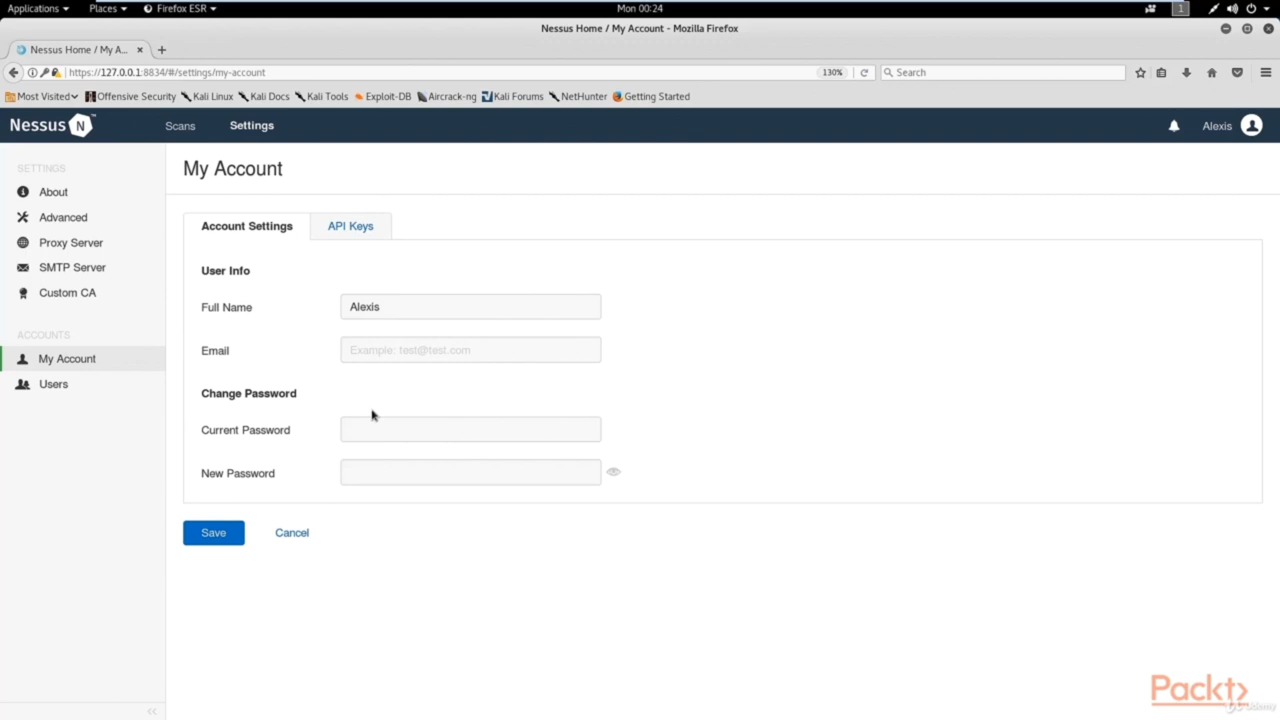 Applications Places Firefox ESR Mon 00:24 1
Nessus Home / My Account - Mozilla Firefox
Nessus Home / My A...
https://127.0.0.1:8834/#/settings/my-account 130% Search
Most Visited Offensive Security Kali Linux Kali Docs Kali Tools Exploit-DB Aircrack-ng Kali Forums NetHunter Getting Started
Nessus N Scans Settings Alexis
SETTINGS
About
Advanced
Proxy Server
SMTP Server
Custom CA
ACCOUNTS
My Account
Users
My Account
Account Settings API Keys
User Info
Full Name Alexis
Email Example: test@test.com
Change Password
Current Password
New Password
Save Cancel
Packt
Udemy